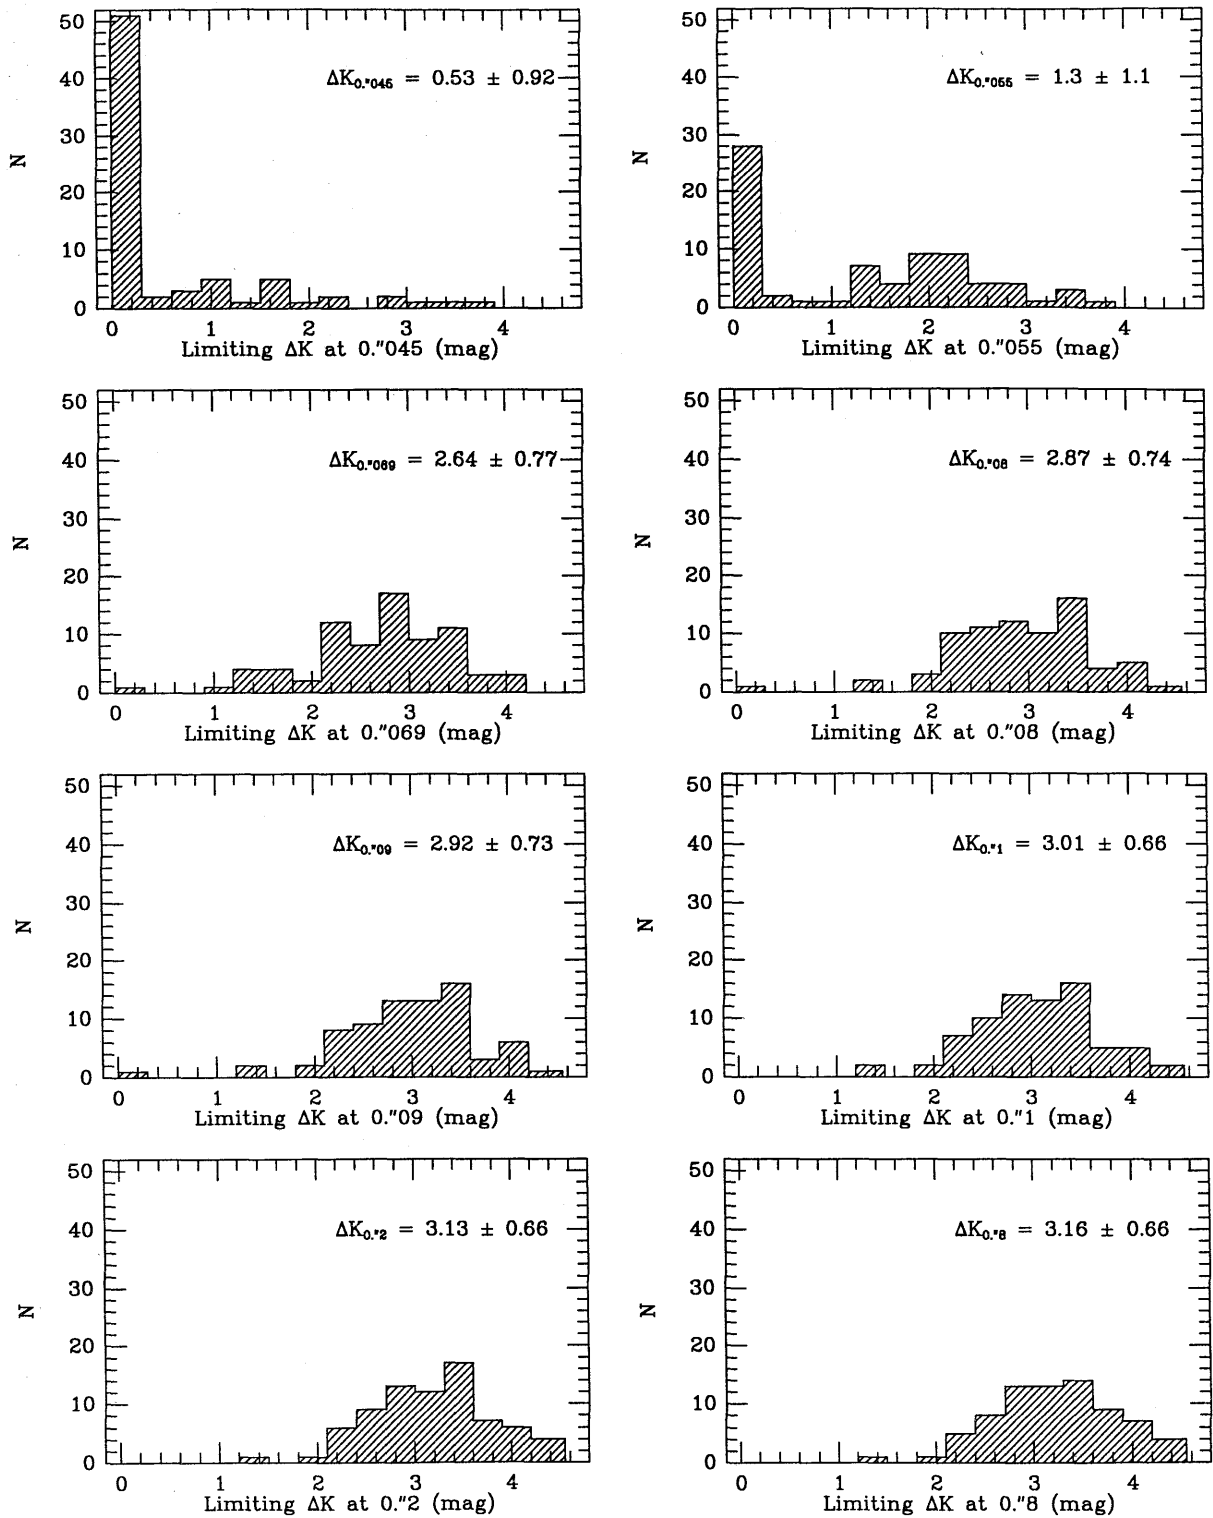 50
40
30
20
10
0
N
ΔK0."045 = 0.53 ± 0.92
0 1 2 3 4
Limiting ΔK at 0."045 (mag)
50
40
30
20
10
0
N
ΔK0."055 = 1.3 ± 1.1
0 1 2 3 4
Limiting ΔK at 0."055 (mag)
50
40
30
20
10
0
N
ΔK0."069 = 2.64 ± 0.77
0 1 2 3 4
Limiting ΔK at 0."069 (mag)
50
40
30
20
10
0
N
ΔK0."08 = 2.87 ± 0.74
0 1 2 3 4
Limiting ΔK at 0."08 (mag)
50
40
30
20
10
0
N
ΔK0."09 = 2.92 ± 0.73
0 1 2 3 4
Limiting ΔK at 0."09 (mag)
50
40
30
20
10
0
N
ΔK0."1 = 3.01 ± 0.66
0 1 2 3 4
Limiting ΔK at 0."1 (mag)
50
40
30
20
10
0
N
ΔK0."2 = 3.13 ± 0.66
0 1 2 3 4
Limiting ΔK at 0."2 (mag)
50
40
30
20
10
0
N
ΔK0."8 = 3.16 ± 0.66
0 1 2 3 4
Limiting ΔK at 0."8 (mag)